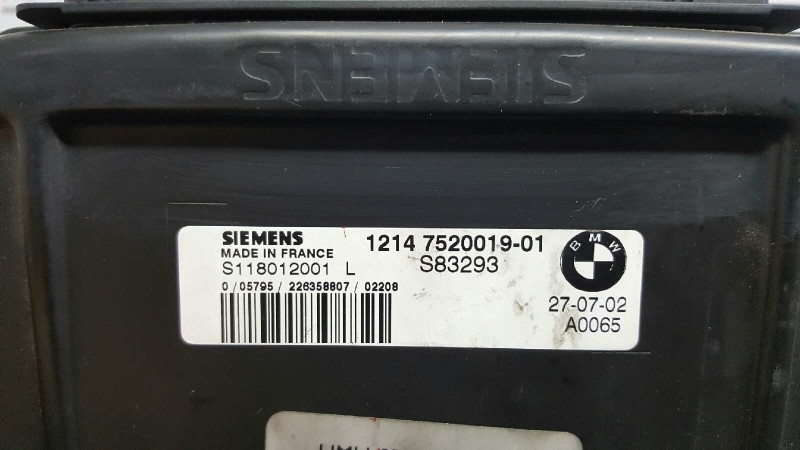 SIEMENS
SIEMENS 1214 7520019-01
MADE IN FRANCE
S118012001 L S83293
BMW
0 / 05795 / 226358807 / 02208
27-07-02
A0065